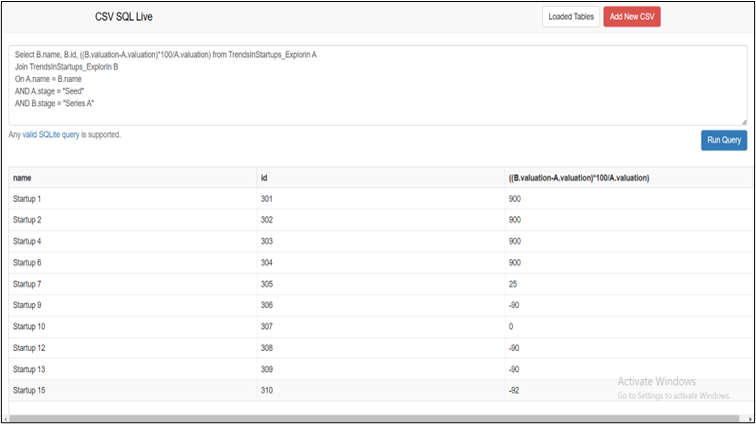 CSV SQL Live
Loaded Tables
Add New CSV
Select B.name, B.id, ((B.valuation-A.valuation)*100/A.valuation) from TrendsInStartups_Explorin A
Join TrendsInStartups_Explorin B
On A.name = B.name
AND A.stage = "Seed"
AND B.stage = "Series A"
Any valid SQLite query is supported.
Run Query
name id ((B.valuation-A.valuation)*100/A.valuation)
Startup 1 301 900
Startup 2 302 900
Startup 4 303 900
Startup 6 304 900
Startup 7 305 25
Startup 9 306 -90
Startup 10 307 0
Startup 12 308 -90
Startup 13 309 -90
Startup 15 310 -92
Activate Windows
Go to Settings to activate Windows.